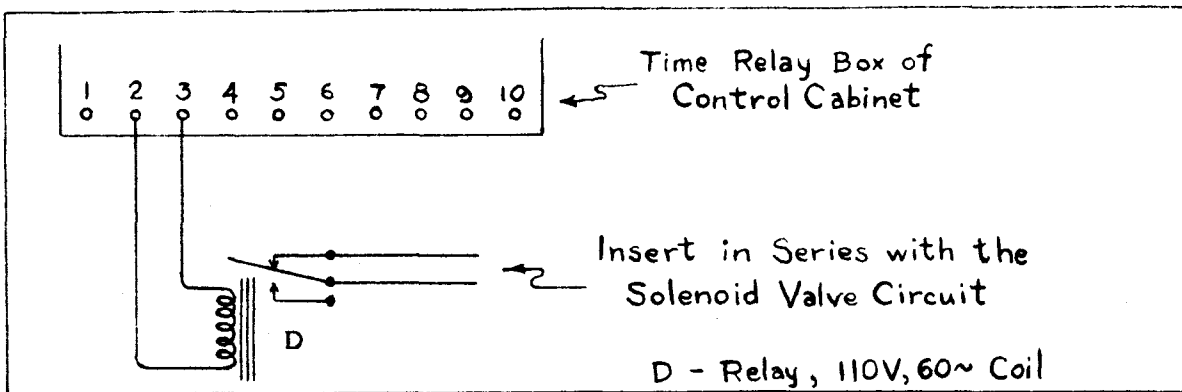 1 2 3 4 5 6 7 8 9 10
Time Relay Box of
Control Cabinet
Insert in Series with the
Solenoid Valve Circuit
D
D - Relay, 110V, 60~ Coil